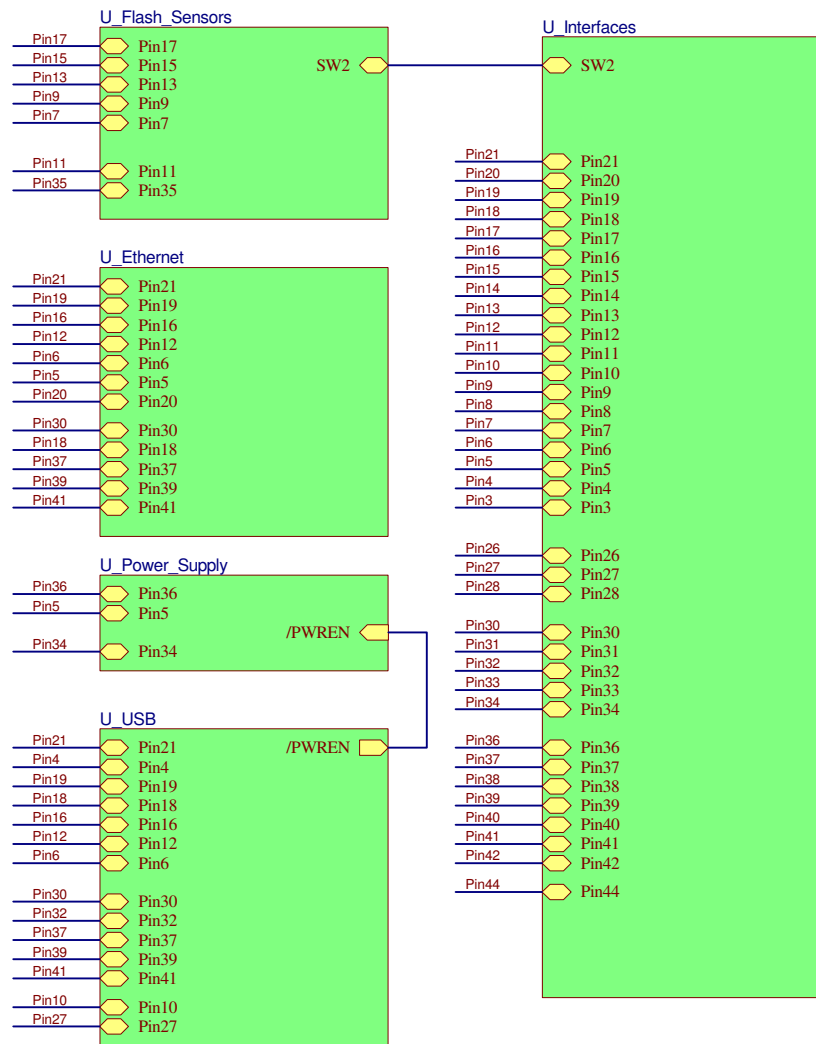 U_Flash_Sensors
Pin17 Pin17
Pin15 Pin15 SW2
Pin13 Pin13
Pin9 Pin9
Pin7 Pin7
Pin11 Pin11
Pin35 Pin35
U_Ethernet
Pin21 Pin21
Pin19 Pin19
Pin16 Pin16
Pin12 Pin12
Pin6 Pin6
Pin5 Pin5
Pin20 Pin20
Pin30 Pin30
Pin18 Pin18
Pin37 Pin37
Pin39 Pin39
Pin41 Pin41
U_Power_Supply
Pin36 Pin36
Pin5 Pin5
/PWREN
Pin34 Pin34
U_USB
Pin21 Pin21 /PWREN
Pin4 Pin4
Pin19 Pin19
Pin18 Pin18
Pin16 Pin16
Pin12 Pin12
Pin6 Pin6
Pin30 Pin30
Pin32 Pin32
Pin37 Pin37
Pin39 Pin39
Pin41 Pin41
Pin10 Pin10
Pin27 Pin27
U_Interfaces
SW2
Pin21 Pin21
Pin20 Pin20
Pin19 Pin19
Pin18 Pin18
Pin17 Pin17
Pin16 Pin16
Pin15 Pin15
Pin14 Pin14
Pin13 Pin13
Pin12 Pin12
Pin11 Pin11
Pin10 Pin10
Pin9 Pin9
Pin8 Pin8
Pin7 Pin7
Pin6 Pin6
Pin5 Pin5
Pin4 Pin4
Pin3 Pin3
Pin26 Pin26
Pin27 Pin27
Pin28 Pin28
Pin30 Pin30
Pin31 Pin31
Pin32 Pin32
Pin33 Pin33
Pin34 Pin34
Pin36 Pin36
Pin37 Pin37
Pin38 Pin38
Pin39 Pin39
Pin40 Pin40
Pin41 Pin41
Pin42 Pin42
Pin44 Pin44